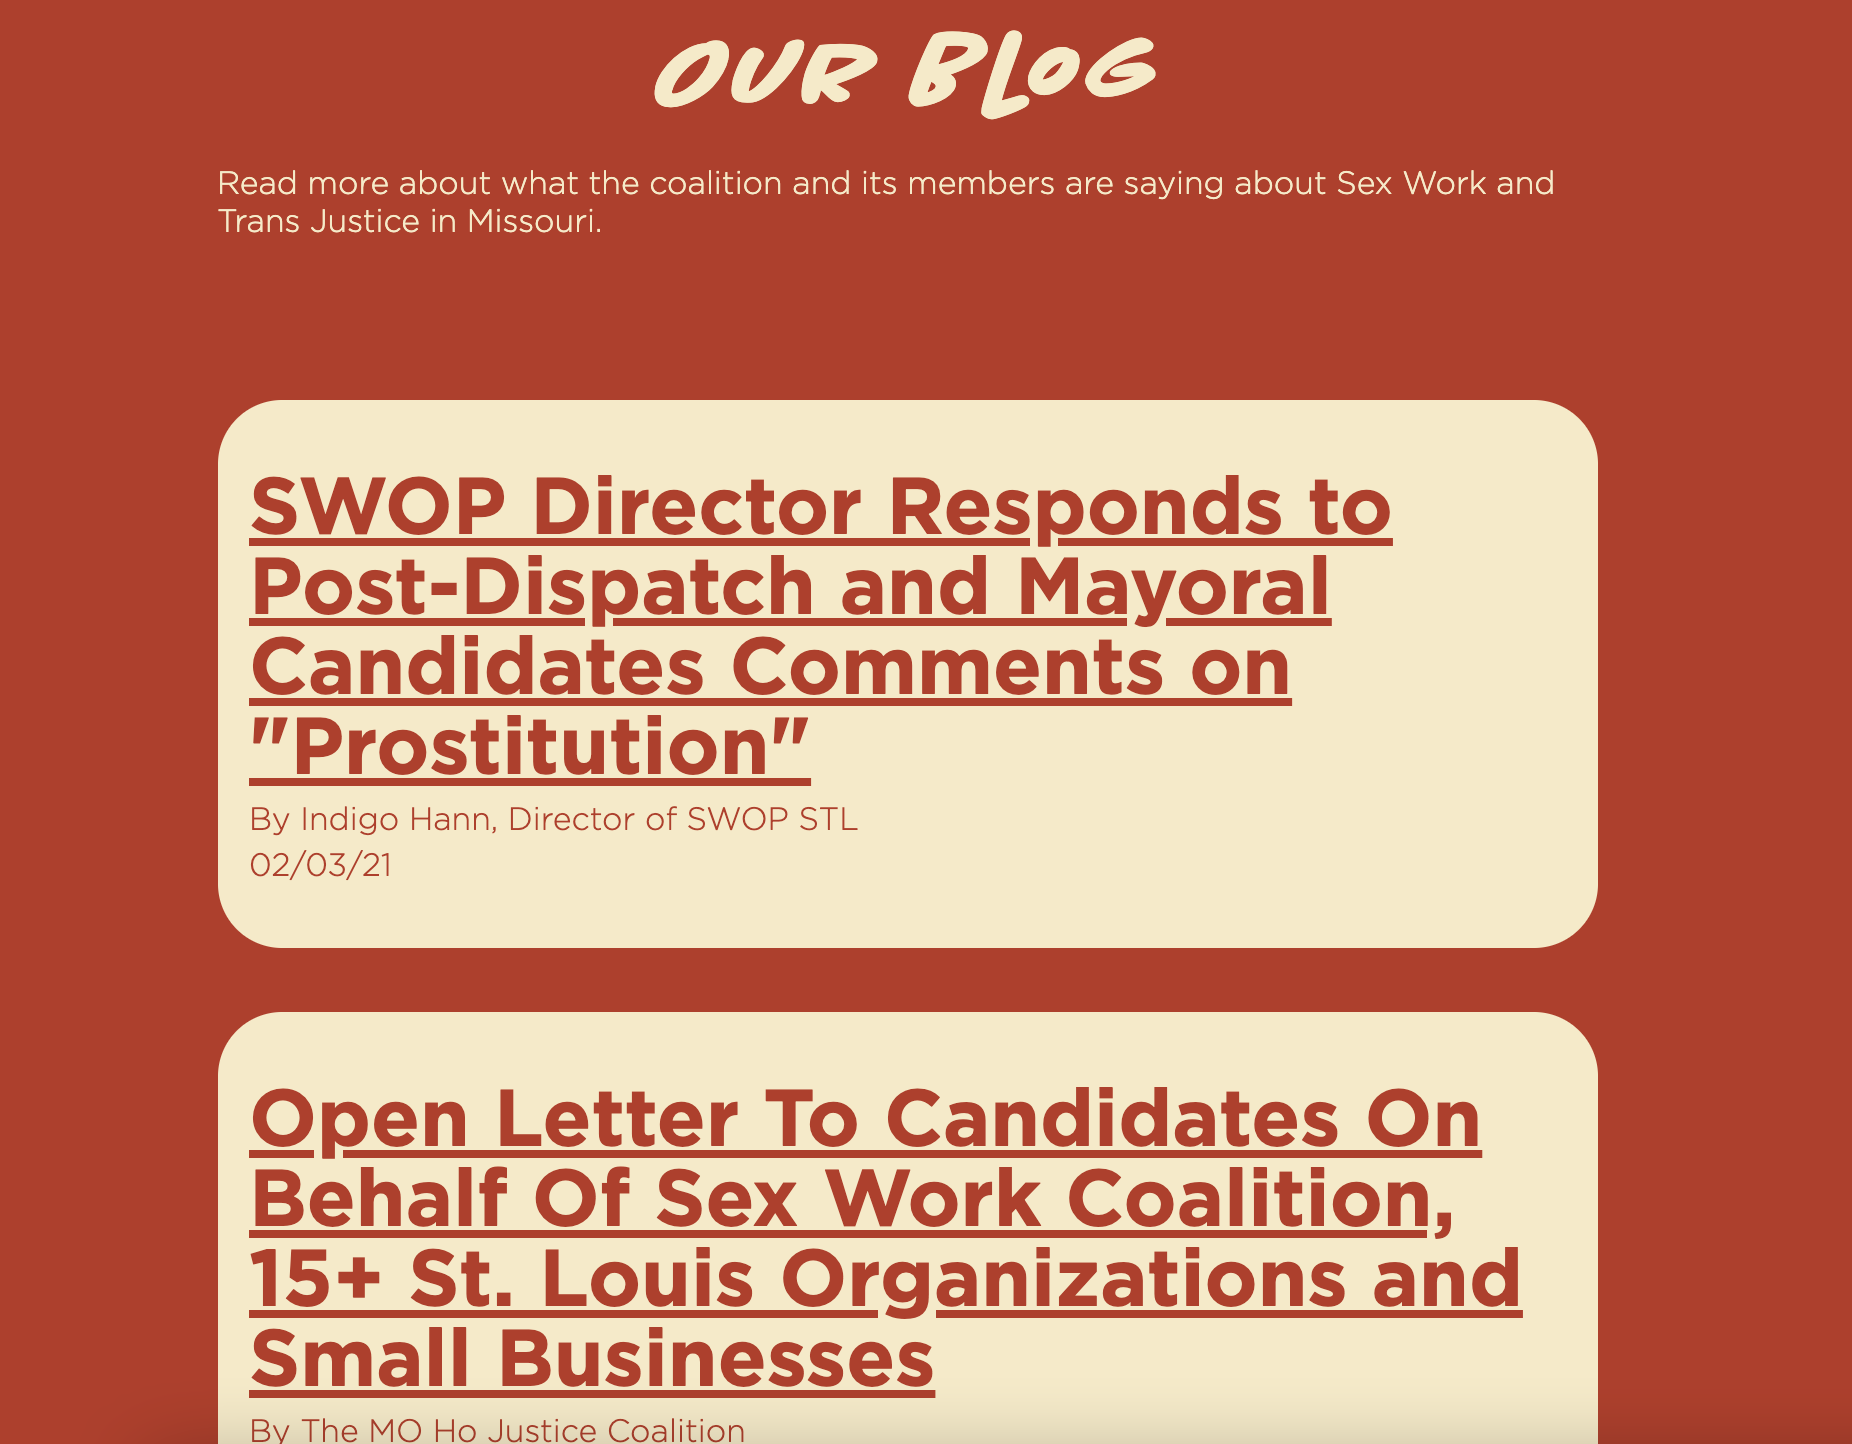 OUR BLOG
Read more about what the coalition and its members are saying about Sex Work and
Trans Justice in Missouri.
SWOP Director Responds to
Post-Dispatch and Mayoral
Candidates Comments on
"Prostitution"
By Indigo Hann, Director of SWOP STL
02/03/21
Open Letter To Candidates On
Behalf Of Sex Work Coalition,
15+ St. Louis Organizations and
Small Businesses
By The MO Ho Justice Coalition